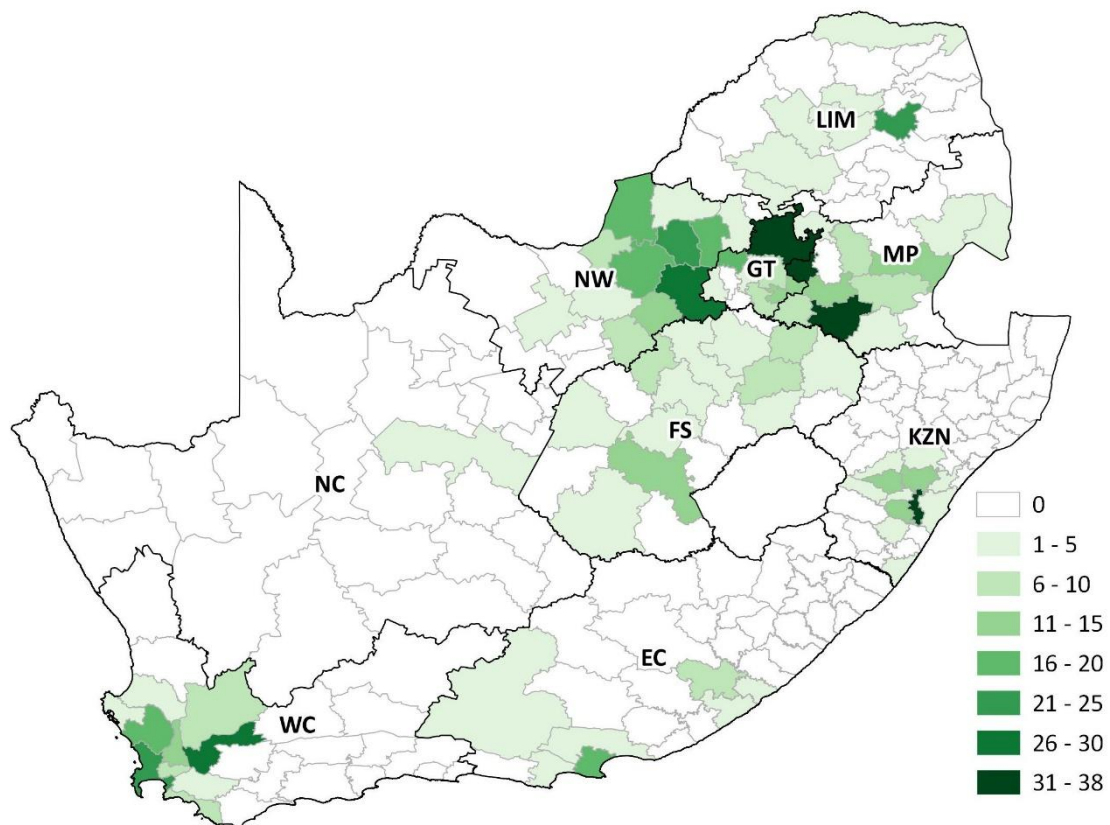 LIM
MP
GT
NW
FS
KZN
NC
EC
WC
0
1 - 5
6 - 10
11 - 15
16 - 20
21 - 25
26 - 30
31 - 38